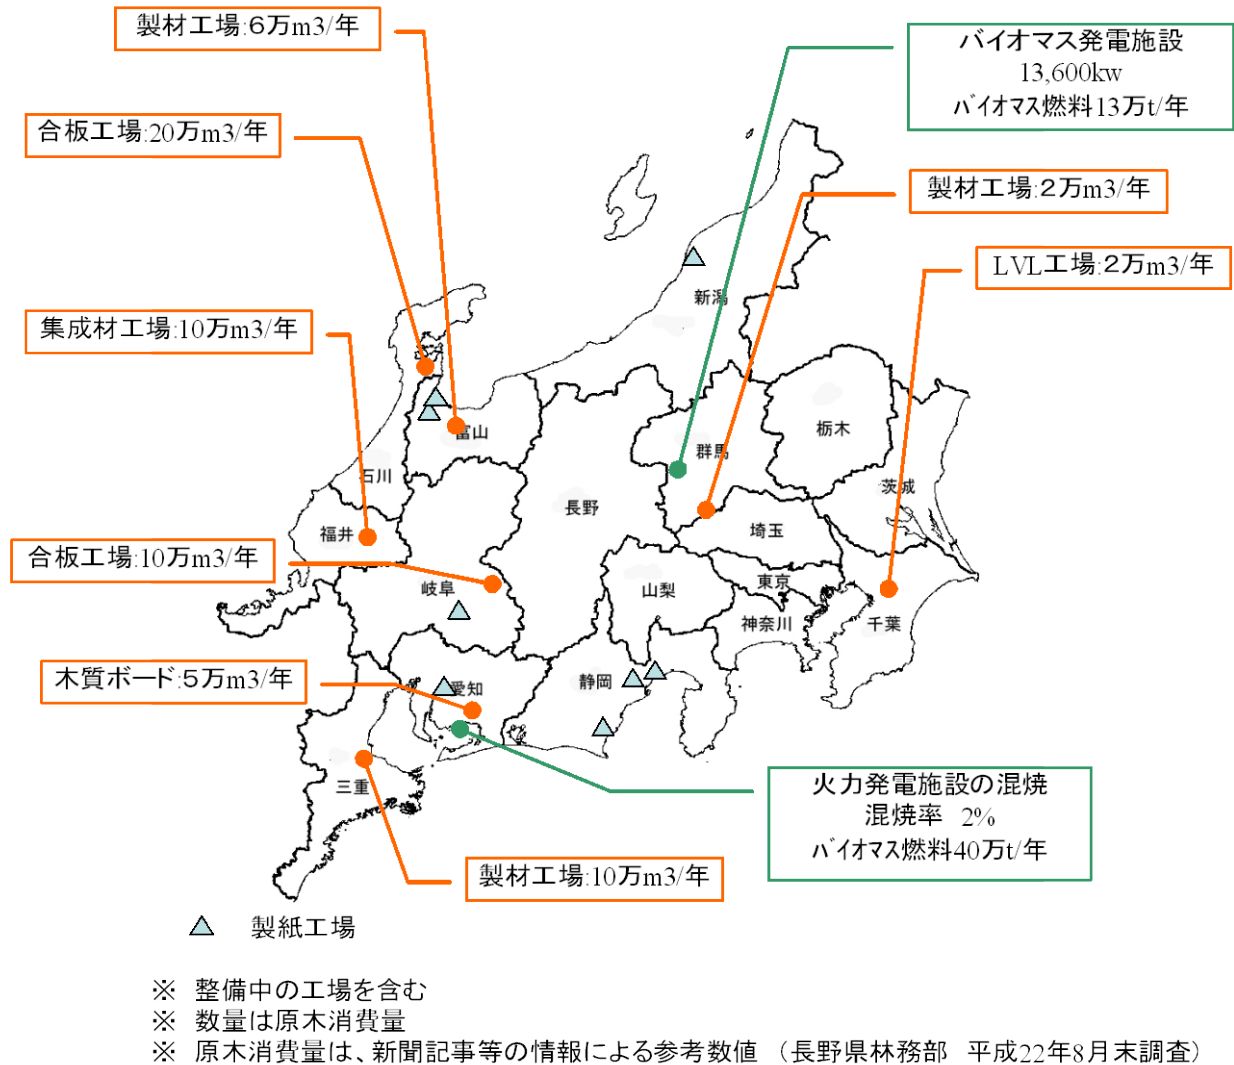 製材工場:6万m3/年
バイオマス発電施設
13,600kw
バイオマス燃料13万t/年
合板工場:20万m3/年
製材工場:2万m3/年
LVL工場:2万m3/年
新潟
集成材工場:10万m3/年
富山
群馬
栃木
石川
茨城
長野
福井
埼玉
合板工場:10万m3/年
岐阜
山梨
東京
神奈川
千葉
木質ボード:5万m3/年
愛知
静岡
三重
火力発電施設の混焼
混焼率 2%
バイオマス燃料40万t/年
製材工場:10万m3/年
製紙工場
※ 整備中の工場を含む
※ 数量は原木消費量
※ 原木消費量は、新聞記事等の情報による参考数値 (長野県林務部 平成22年8月末調査)